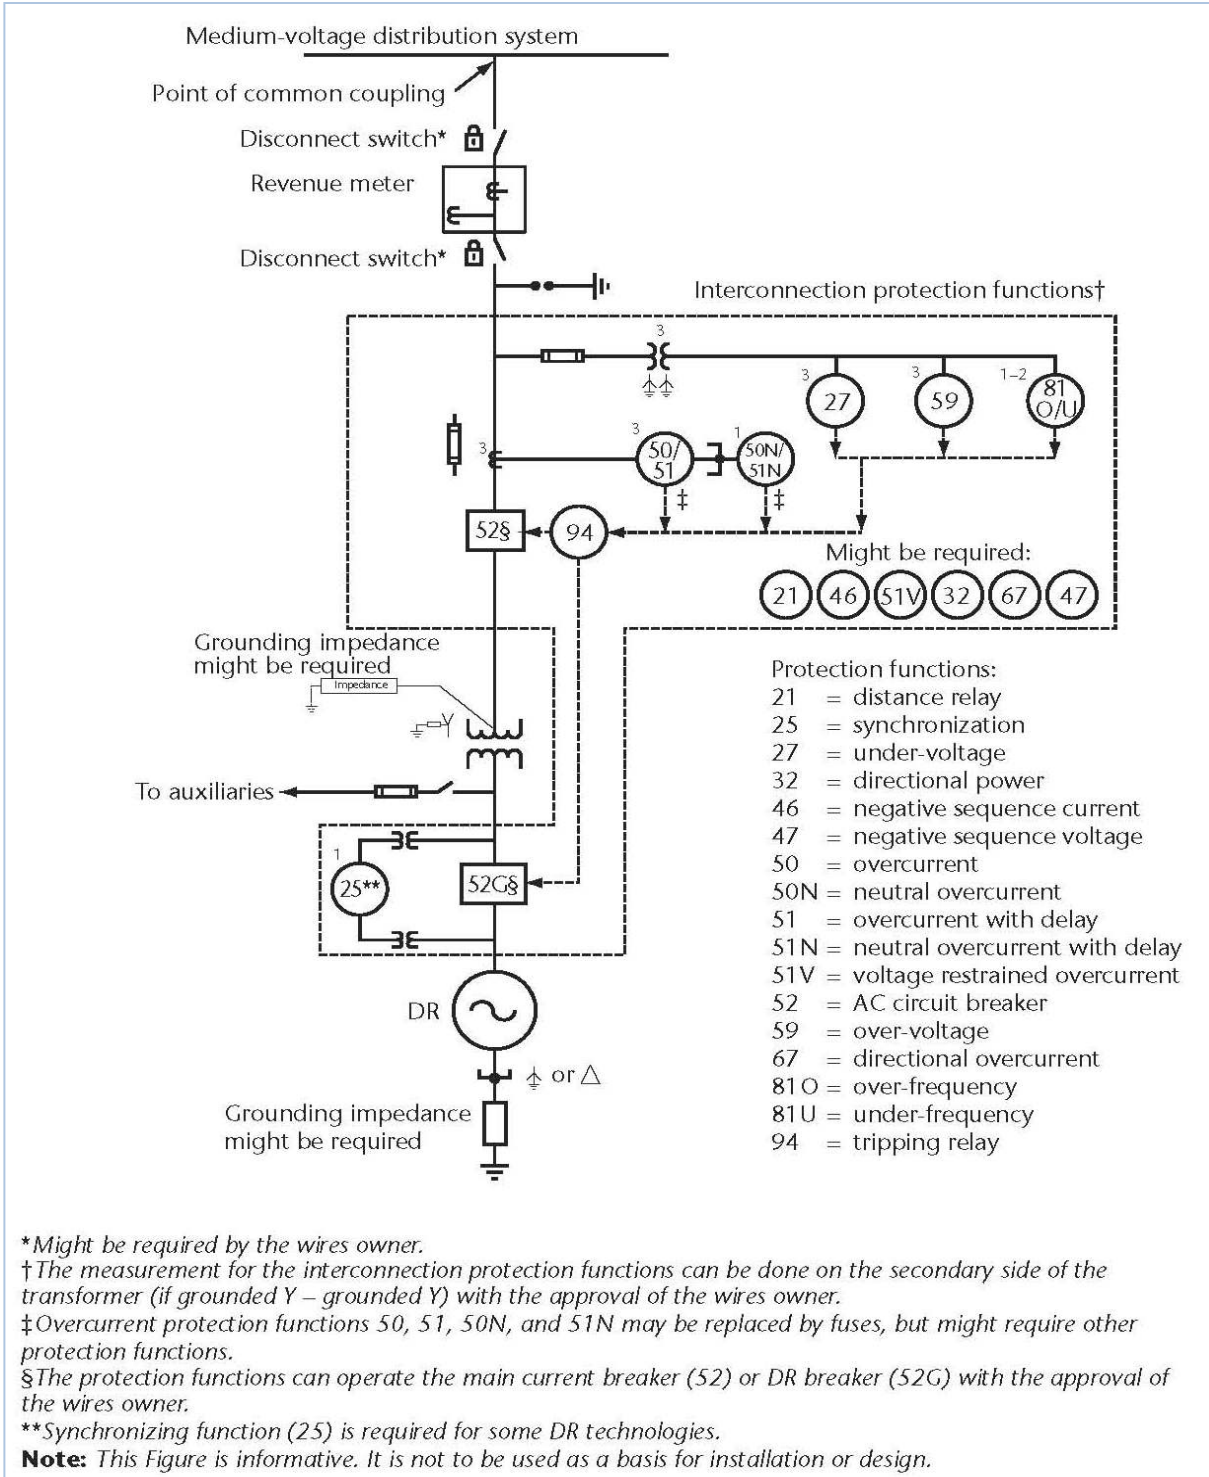 Medium-voltage distribution system
Point of common coupling
Disconnect switch*
Revenue meter
Disconnect switch*
Interconnection protection functions†
3
3
27
3
59
1–2
81
O/U
3
3
50/
51
1
50N/
51N
‡
‡
52§
94
Might be required:
21
46
51V
32
67
47
Grounding impedance
might be required
Impedance
To auxiliaries
1
25**
52G§
DR
or
Grounding impedance
might be required
Protection functions:
21 = distance relay
25 = synchronization
27 = under-voltage
32 = directional power
46 = negative sequence current
47 = negative sequence voltage
50 = overcurrent
50N = neutral overcurrent
51 = overcurrent with delay
51N = neutral overcurrent with delay
51V = voltage restrained overcurrent
52 = AC circuit breaker
59 = over-voltage
67 = directional overcurrent
81O = over-frequency
81U = under-frequency
94 = tripping relay
*Might be required by the wires owner.
†The measurement for the interconnection protection functions can be done on the secondary side of the
transformer (if grounded Y – grounded Y) with the approval of the wires owner.
‡Overcurrent protection functions 50, 51, 50N, and 51N may be replaced by fuses, but might require other
protection functions.
§The protection functions can operate the main current breaker (52) or DR breaker (52G) with the approval of
the wires owner.
**Synchronizing function (25) is required for some DR technologies.
Note: This Figure is informative. It is not to be used as a basis for installation or design.